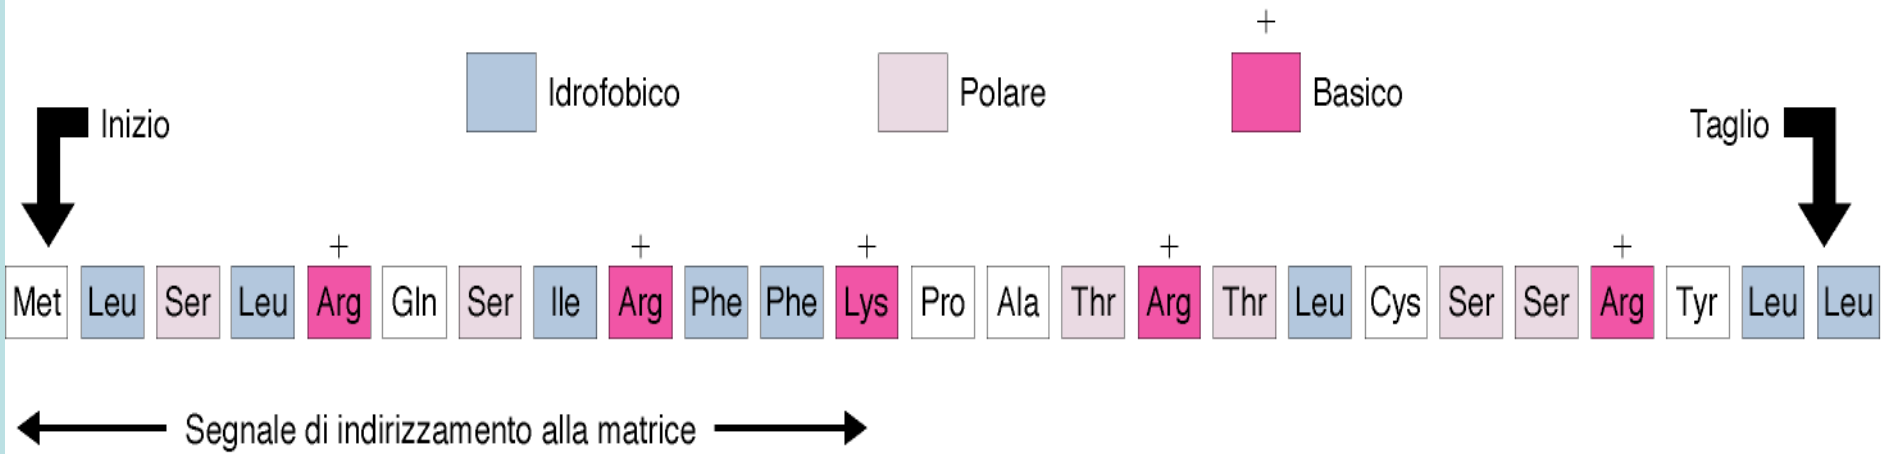 +
Idrofobico Polare Basico
Inizio Taglio
+ + + + +
Met Leu Ser Leu Arg Gln Ser Ile Arg Phe Phe Lys Pro Ala Thr Arg Thr Leu Cys Ser Ser Arg Tyr Leu Leu
Segnale di indirizzamento alla matrice